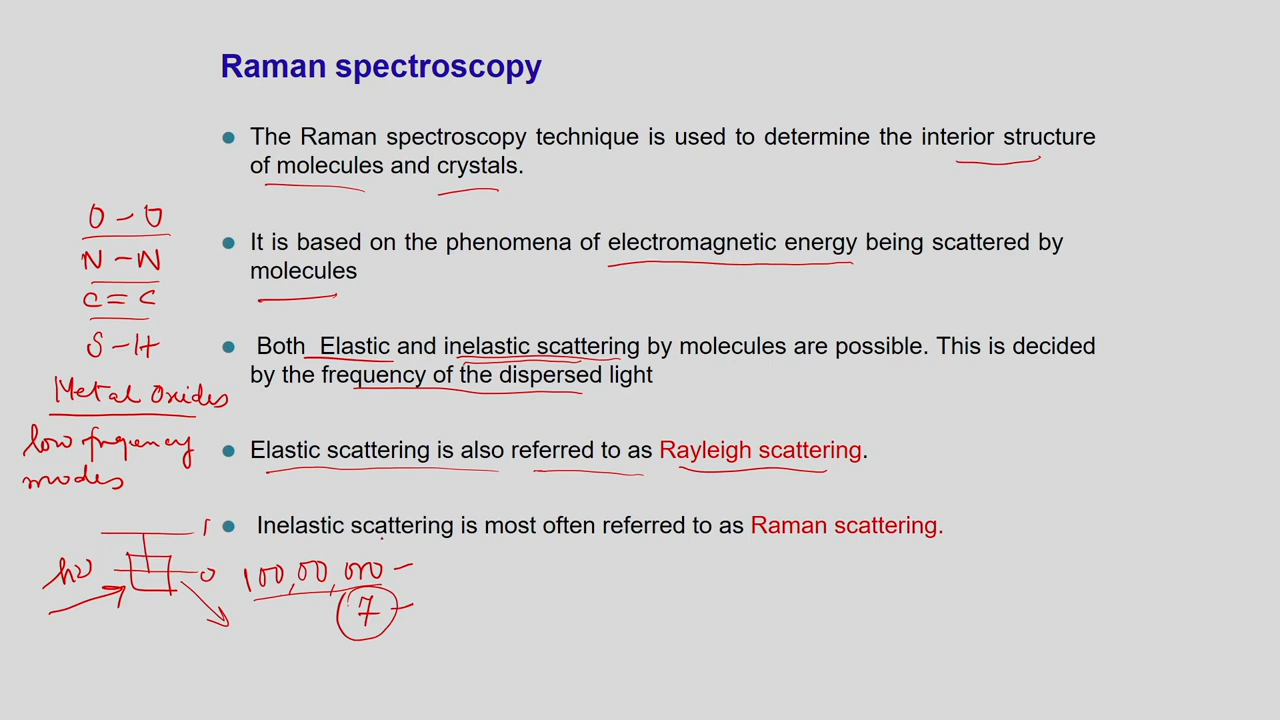 Raman spectroscopy
The Raman spectroscopy technique is used to determine the interior structure
of molecules and crystals.
It is based on the phenomena of electromagnetic energy being scattered by
molecules
Both Elastic and inelastic scattering by molecules are possible. This is decided
by the frequency of the dispersed light
Elastic scattering is also referred to as Rayleigh scattering.
Inelastic scattering is most often referred to as Raman scattering.
O - O
N - N
C = C
S - H
Metal Oxides
low frequency
modes
1
hν
0
100,00,000 -
7 -